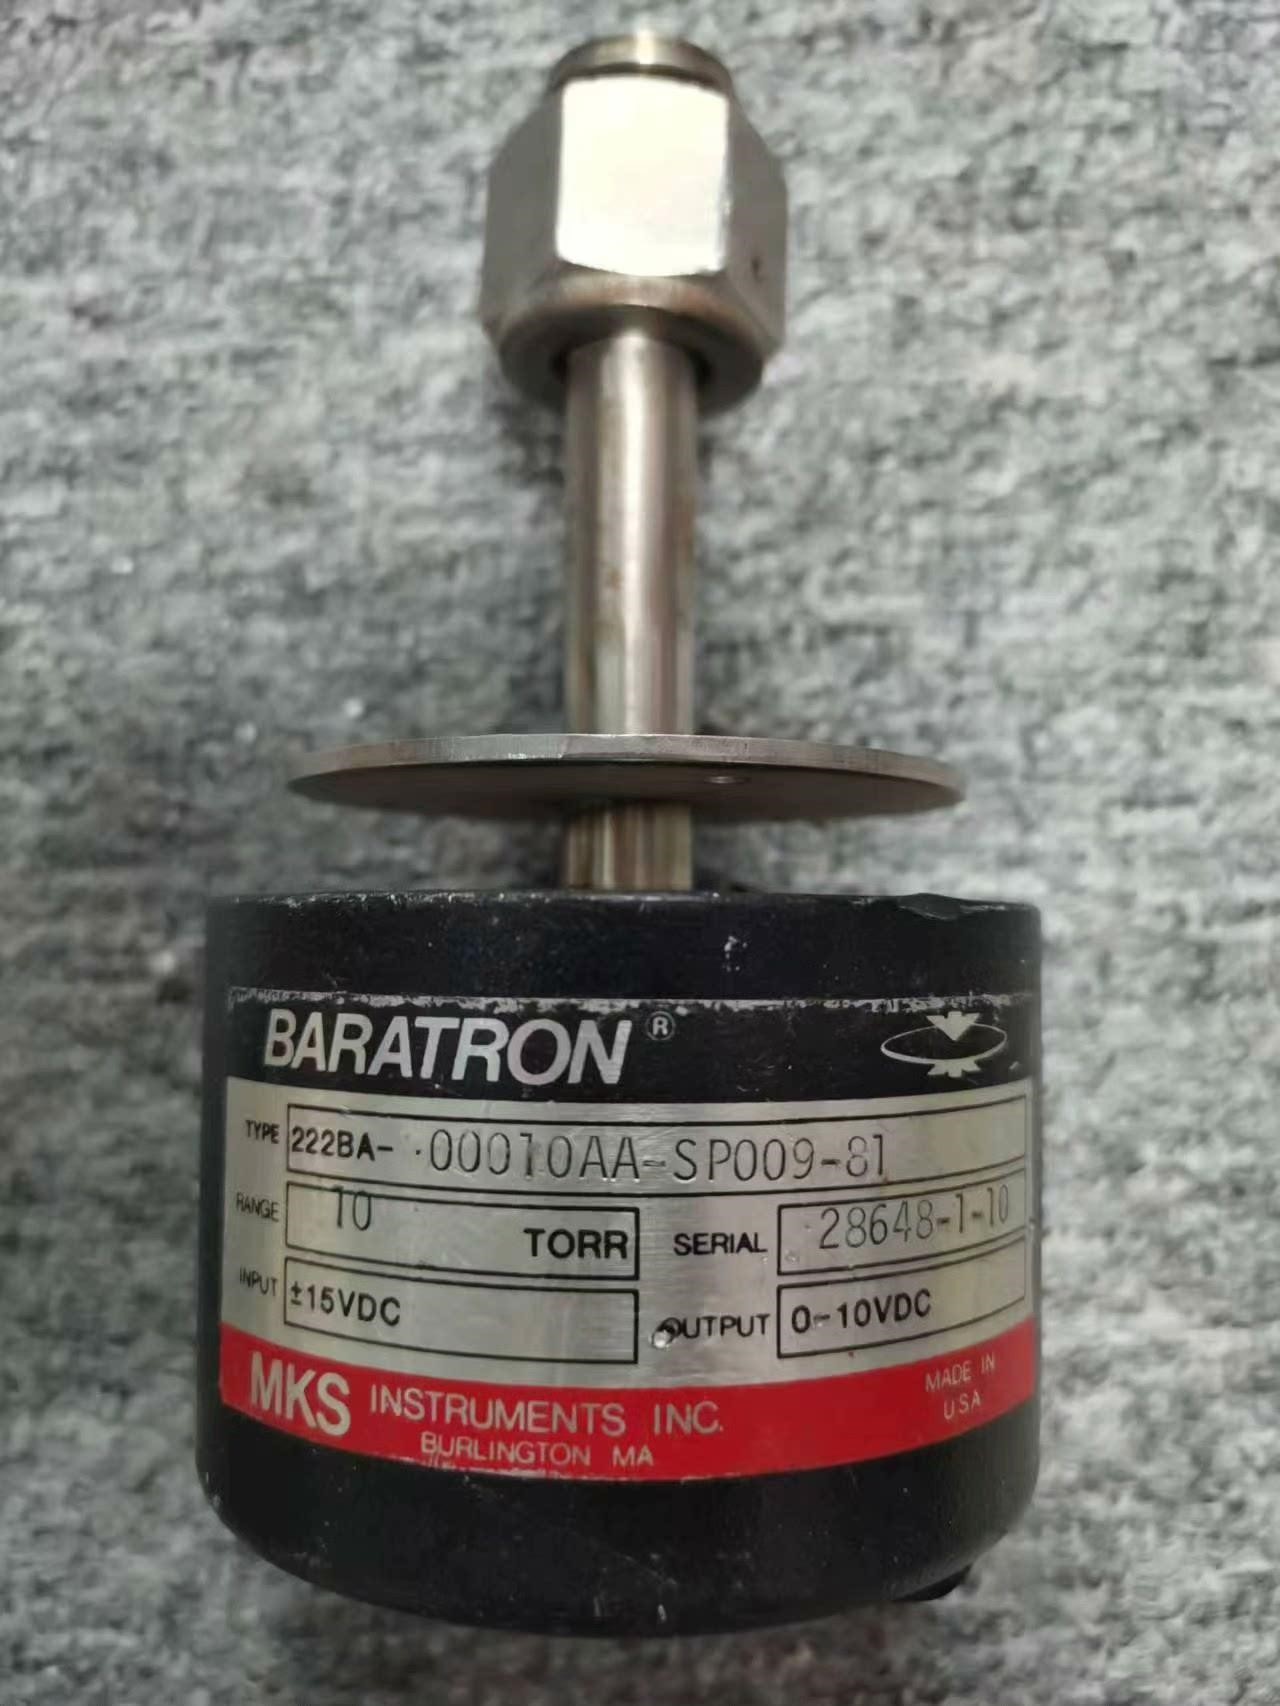 BARATRON®
TYPE 222BA- 00010AA-SP009-81
RANGE 10 TORR SERIAL 28648-1-10
INPUT ±15VDC OUTPUT 0-10VDC
MKS INSTRUMENTS INC. MADE IN
BURLINGTON MA USA